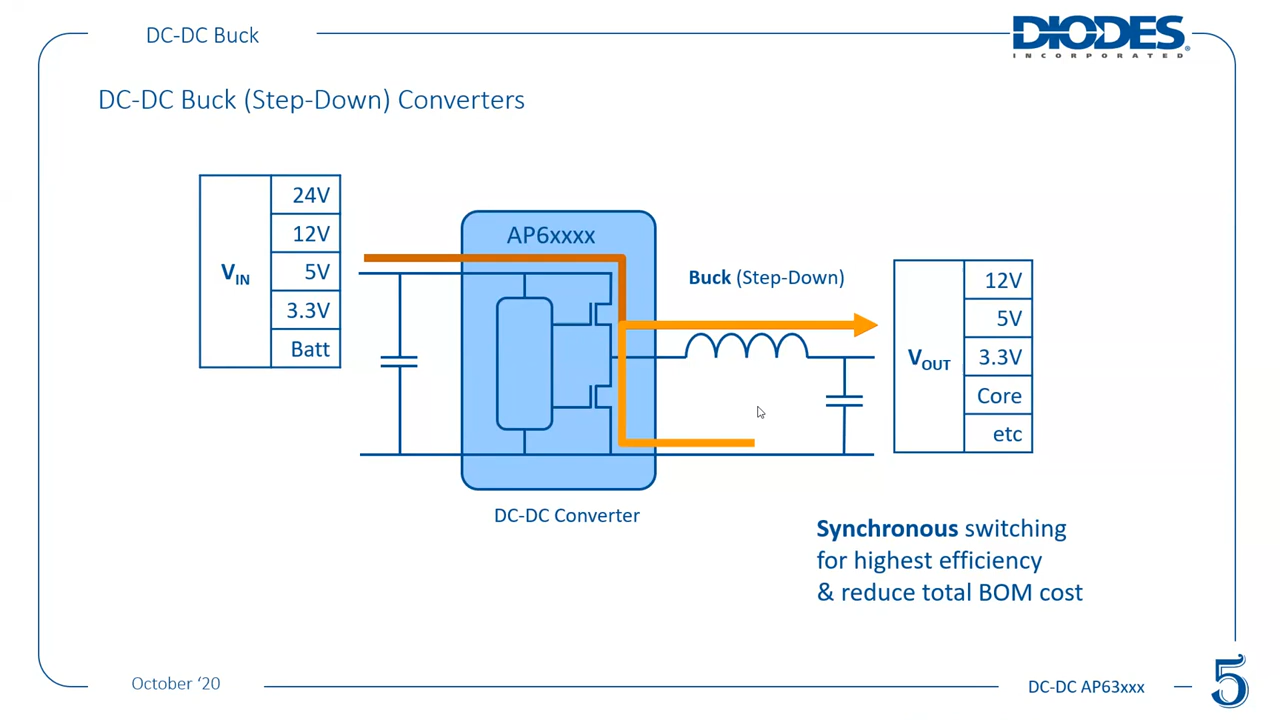 DC-DC Buck
DIODES
INCORPORATED
DC-DC Buck (Step-Down) Converters
VIN
24V
12V
5V
3.3V
Batt
AP6xxxx
Buck (Step-Down)
VOUT
12V
5V
3.3V
Core
etc
DC-DC Converter
Synchronous switching
for highest efficiency
& reduce total BOM cost
October ‘20
DC-DC AP63xxx
5